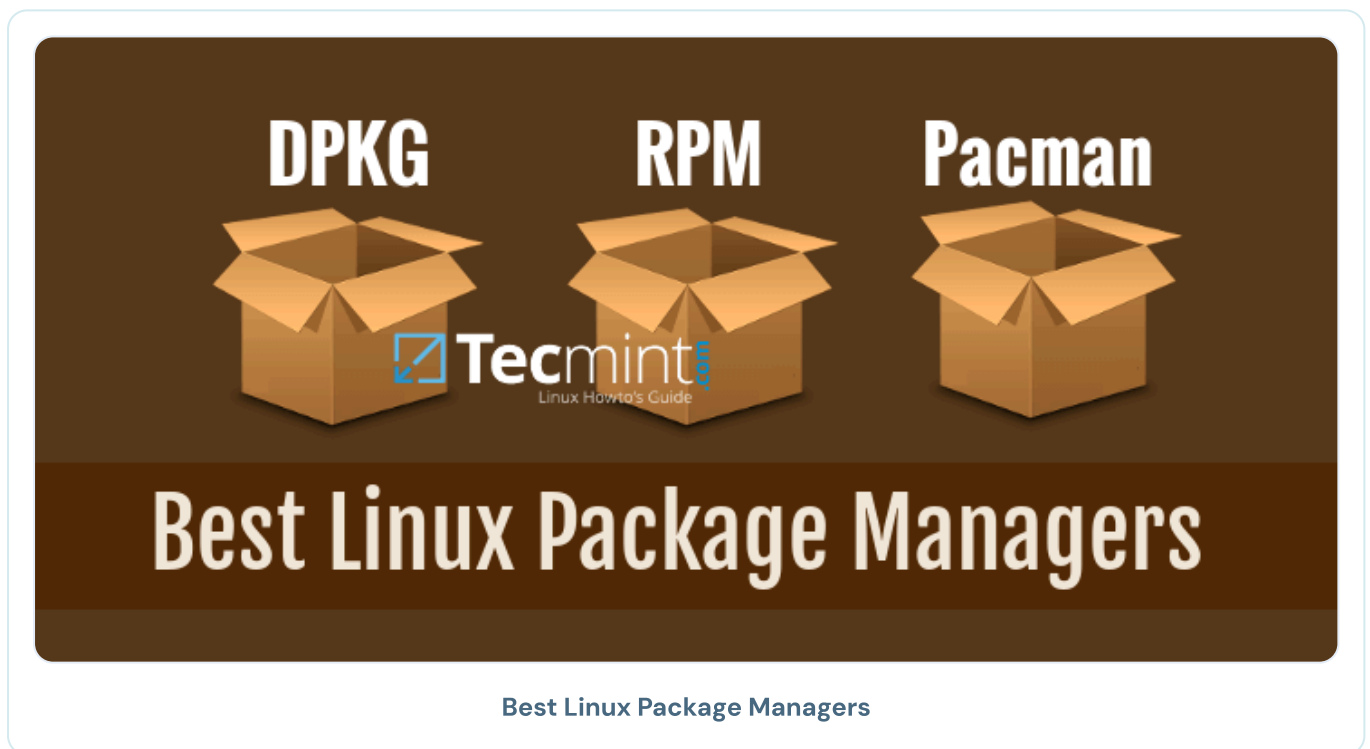 DPKG RPM Pacman
Tecmint.com
Linux Howto's Guide
Best Linux Package Managers
Best Linux Package Managers